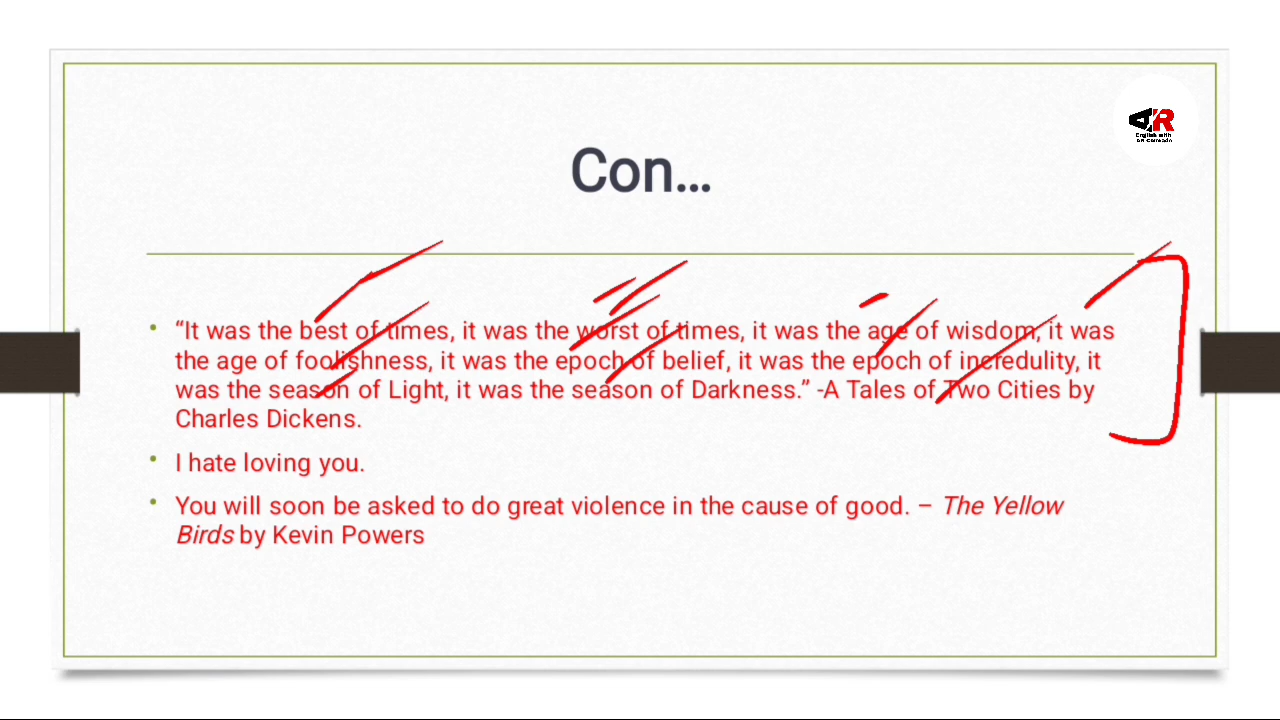 Con...
“It was the best of times, it was the worst of times, it was the age of wisdom, it was
the age of foolishness, it was the epoch of belief, it was the epoch of incredulity, it
was the season of Light, it was the season of Darkness.” -A Tales of Two Cities by
Charles Dickens.
I hate loving you.
You will soon be asked to do great violence in the cause of good. – The Yellow
Birds by Kevin Powers
AR
English with